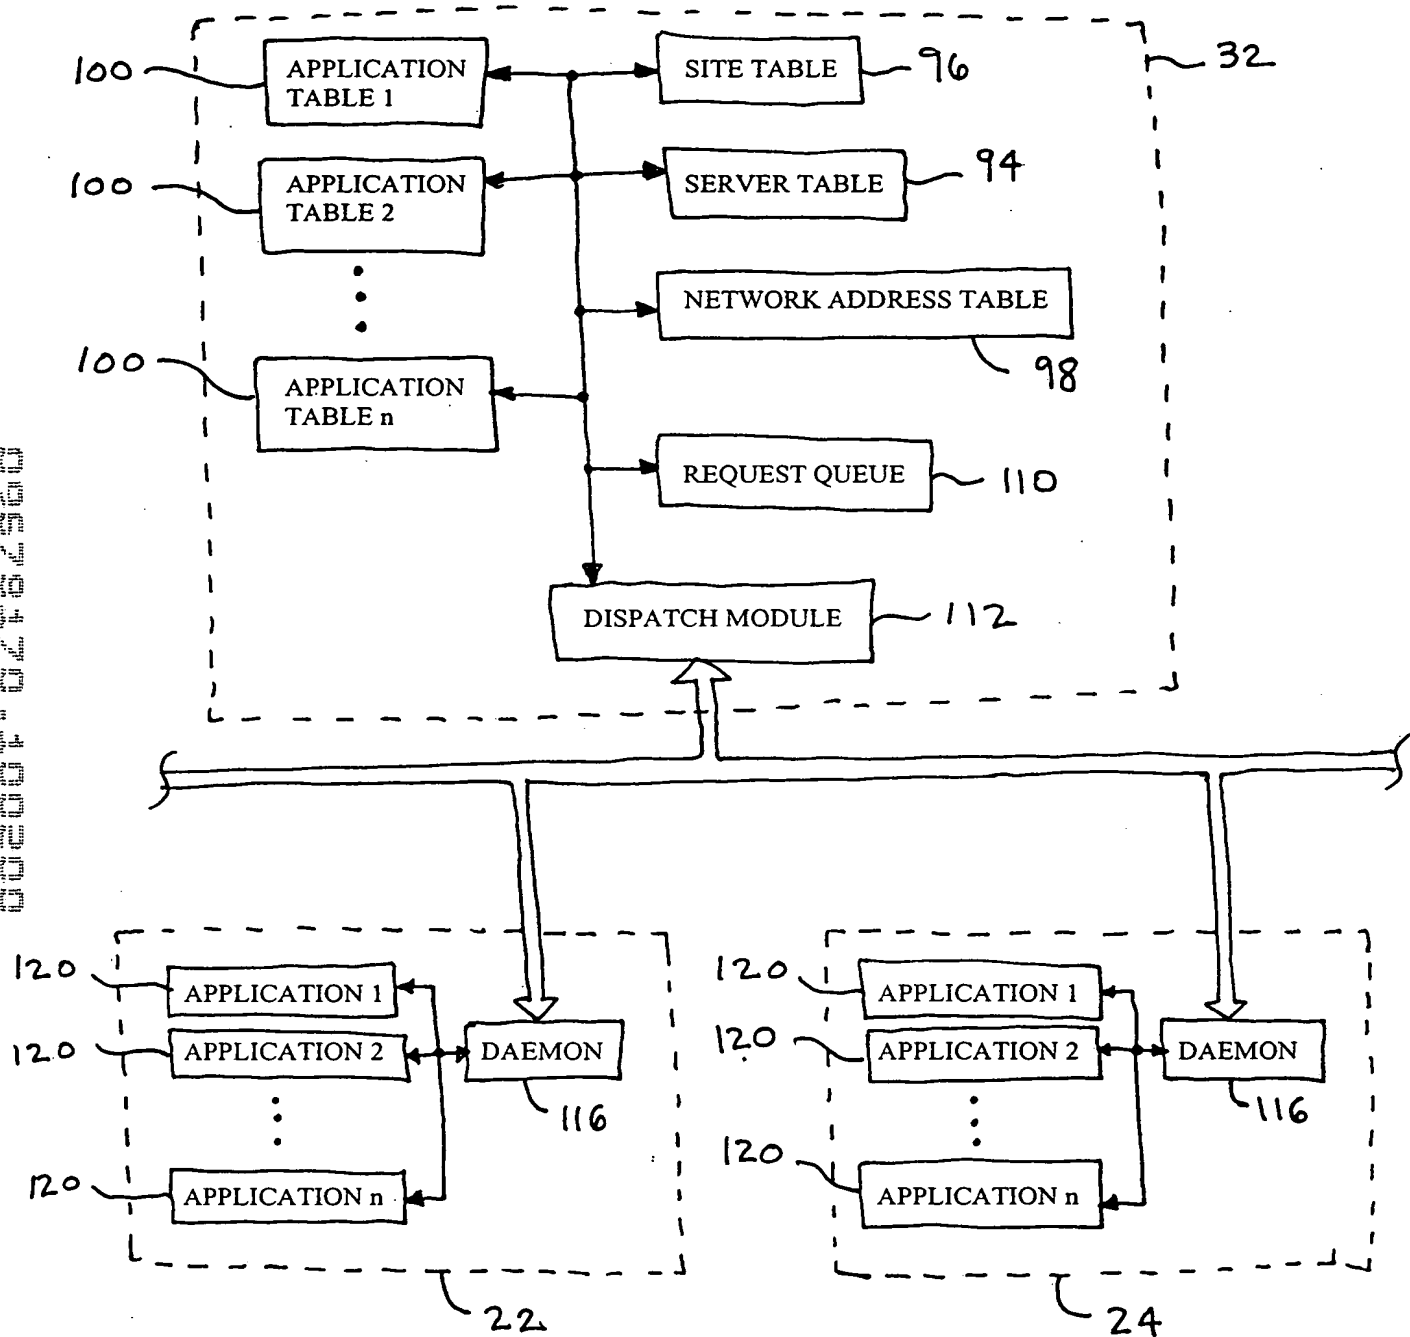 100
APPLICATION
TABLE 1
SITE TABLE
96
32
100
APPLICATION
TABLE 2
SERVER TABLE
94
NETWORK ADDRESS TABLE
98
100
APPLICATION
TABLE n
REQUEST QUEUE
110
DISPATCH MODULE
112
120
APPLICATION 1
120
APPLICATION 2
DAEMON
116
120
APPLICATION n
22
120
APPLICATION 1
120
APPLICATION 2
DAEMON
116
120
APPLICATION n
24